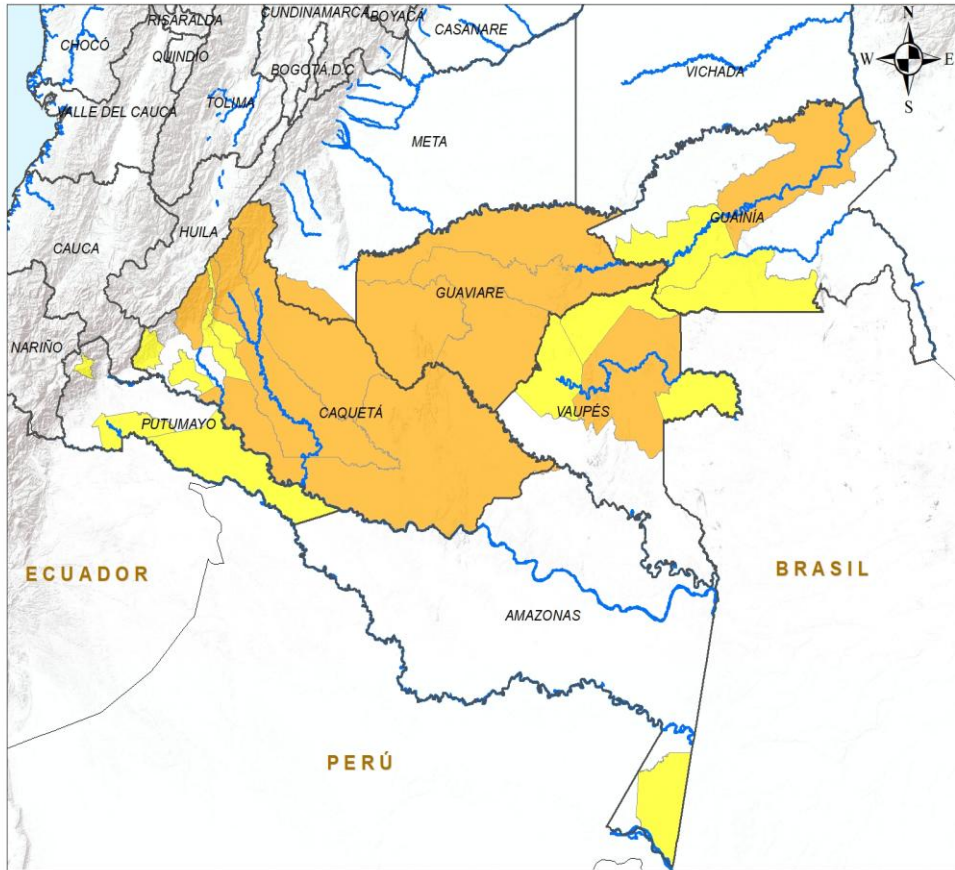 CUNDINAMARCA
BOYACÁ
RISARALDA
CASANARE
N
CHOCÓ
QUINDIO
BOGOTÁ,D.C
W
E
VICHADA
S
TOLIMA
VALLE DEL CAUCA
META
GUAINÍA
HUILA
CAUCA
GUAVIARE
NARIÑO
CAQUETÁ
VAUPÉS
PUTUMAYO
ECUADOR
BRASIL
AMAZONAS
PERÚ